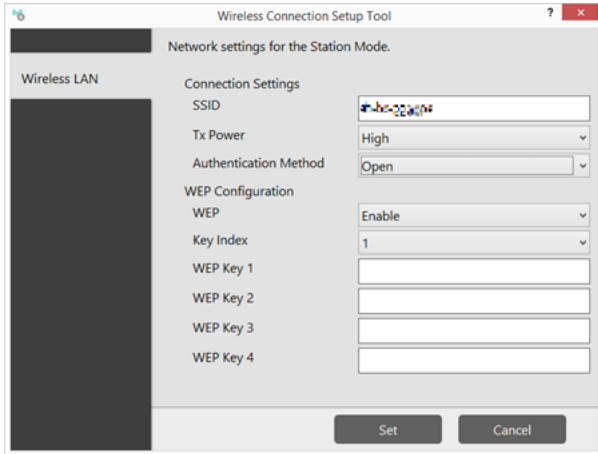 Wireless Connection Setup Tool
?
Network settings for the Station Mode.
Wireless LAN
Connection Settings
SSID
Tx Power High
Authentication Method Open
WEP Configuration
WEP Enable
Key Index 1
WEP Key 1
WEP Key 2
WEP Key 3
WEP Key 4
Set Cancel